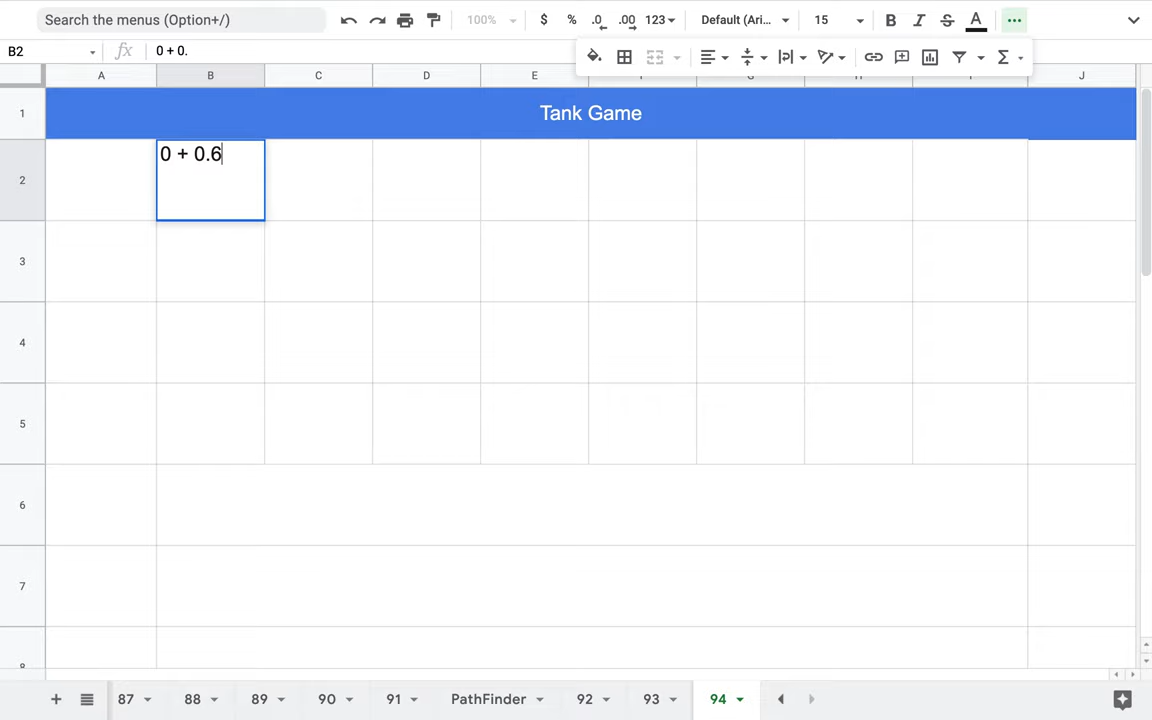 Search the menus (Option+/)
100%
$
%
.0
.00
123
Default (Ari...
15
B
I
S
A
B2
fx
0 + 0.
A
B
C
D
E
J
1
Tank Game
2
0 + 0.6
3
4
5
6
7
8
87
88
89
90
91
PathFinder
92
93
94